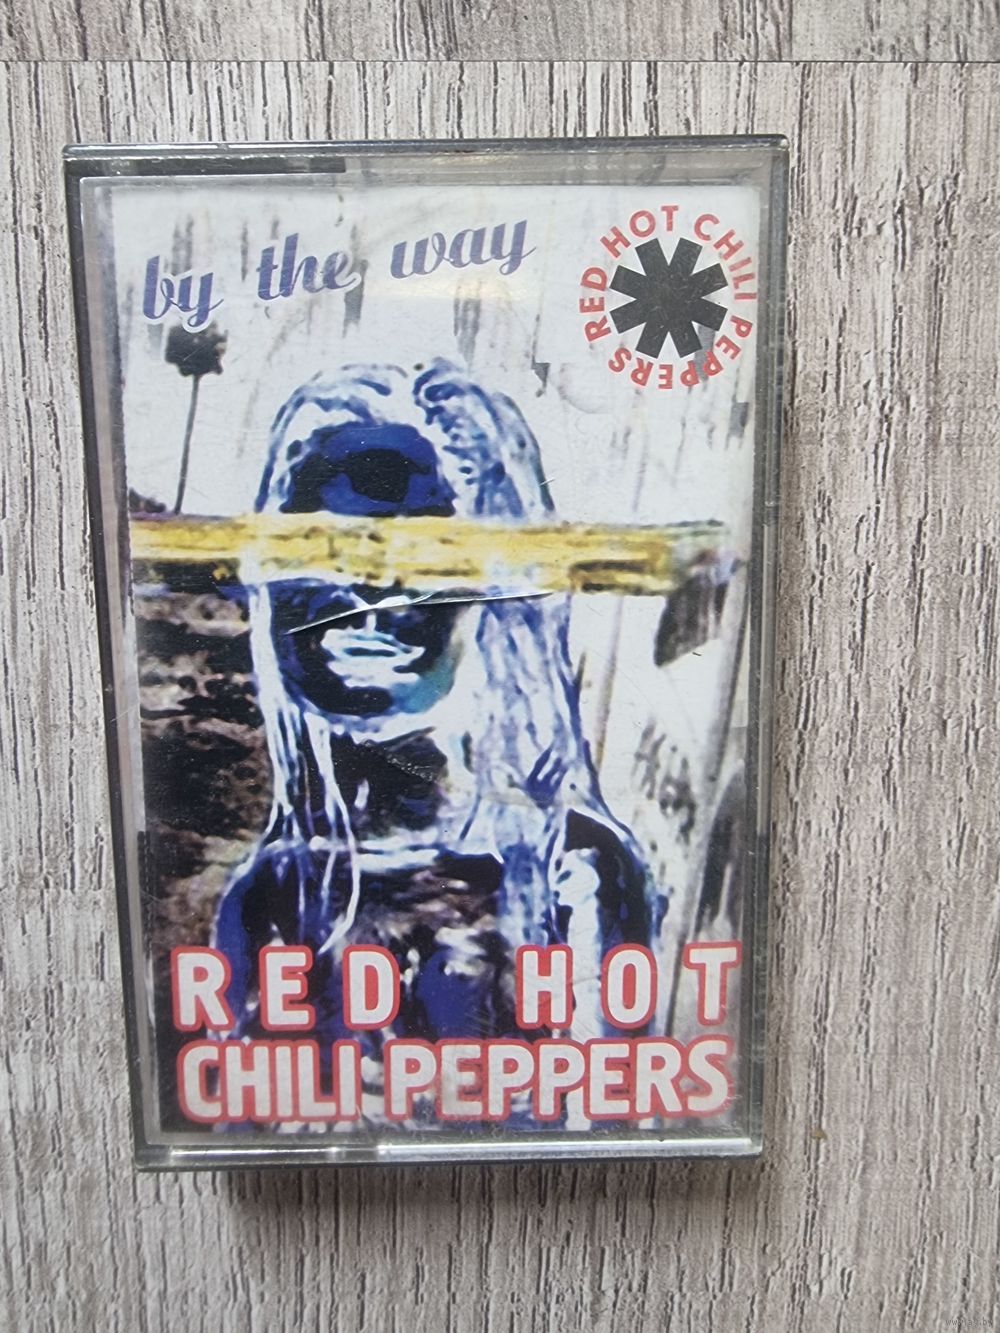 by the way
RED HOT CHILI PEPPERS
RED HOT
CHILI PEPPERS